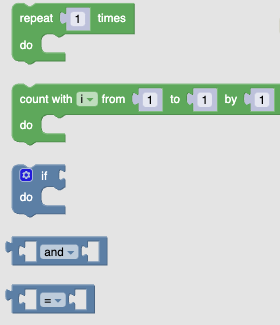 repeat 1 times
do
count with i from 1 to 1 by 1
do
if
do
and
=